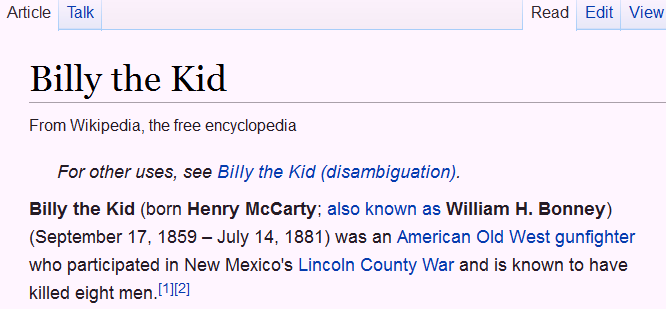 Article Talk Read Edit View
Billy the Kid
From Wikipedia, the free encyclopedia
For other uses, see Billy the Kid (disambiguation).
Billy the Kid (born Henry McCarty; also known as William H. Bonney)
(September 17, 1859 – July 14, 1881) was an American Old West gunfighter
who participated in New Mexico's Lincoln County War and is known to have
killed eight men.[1][2]